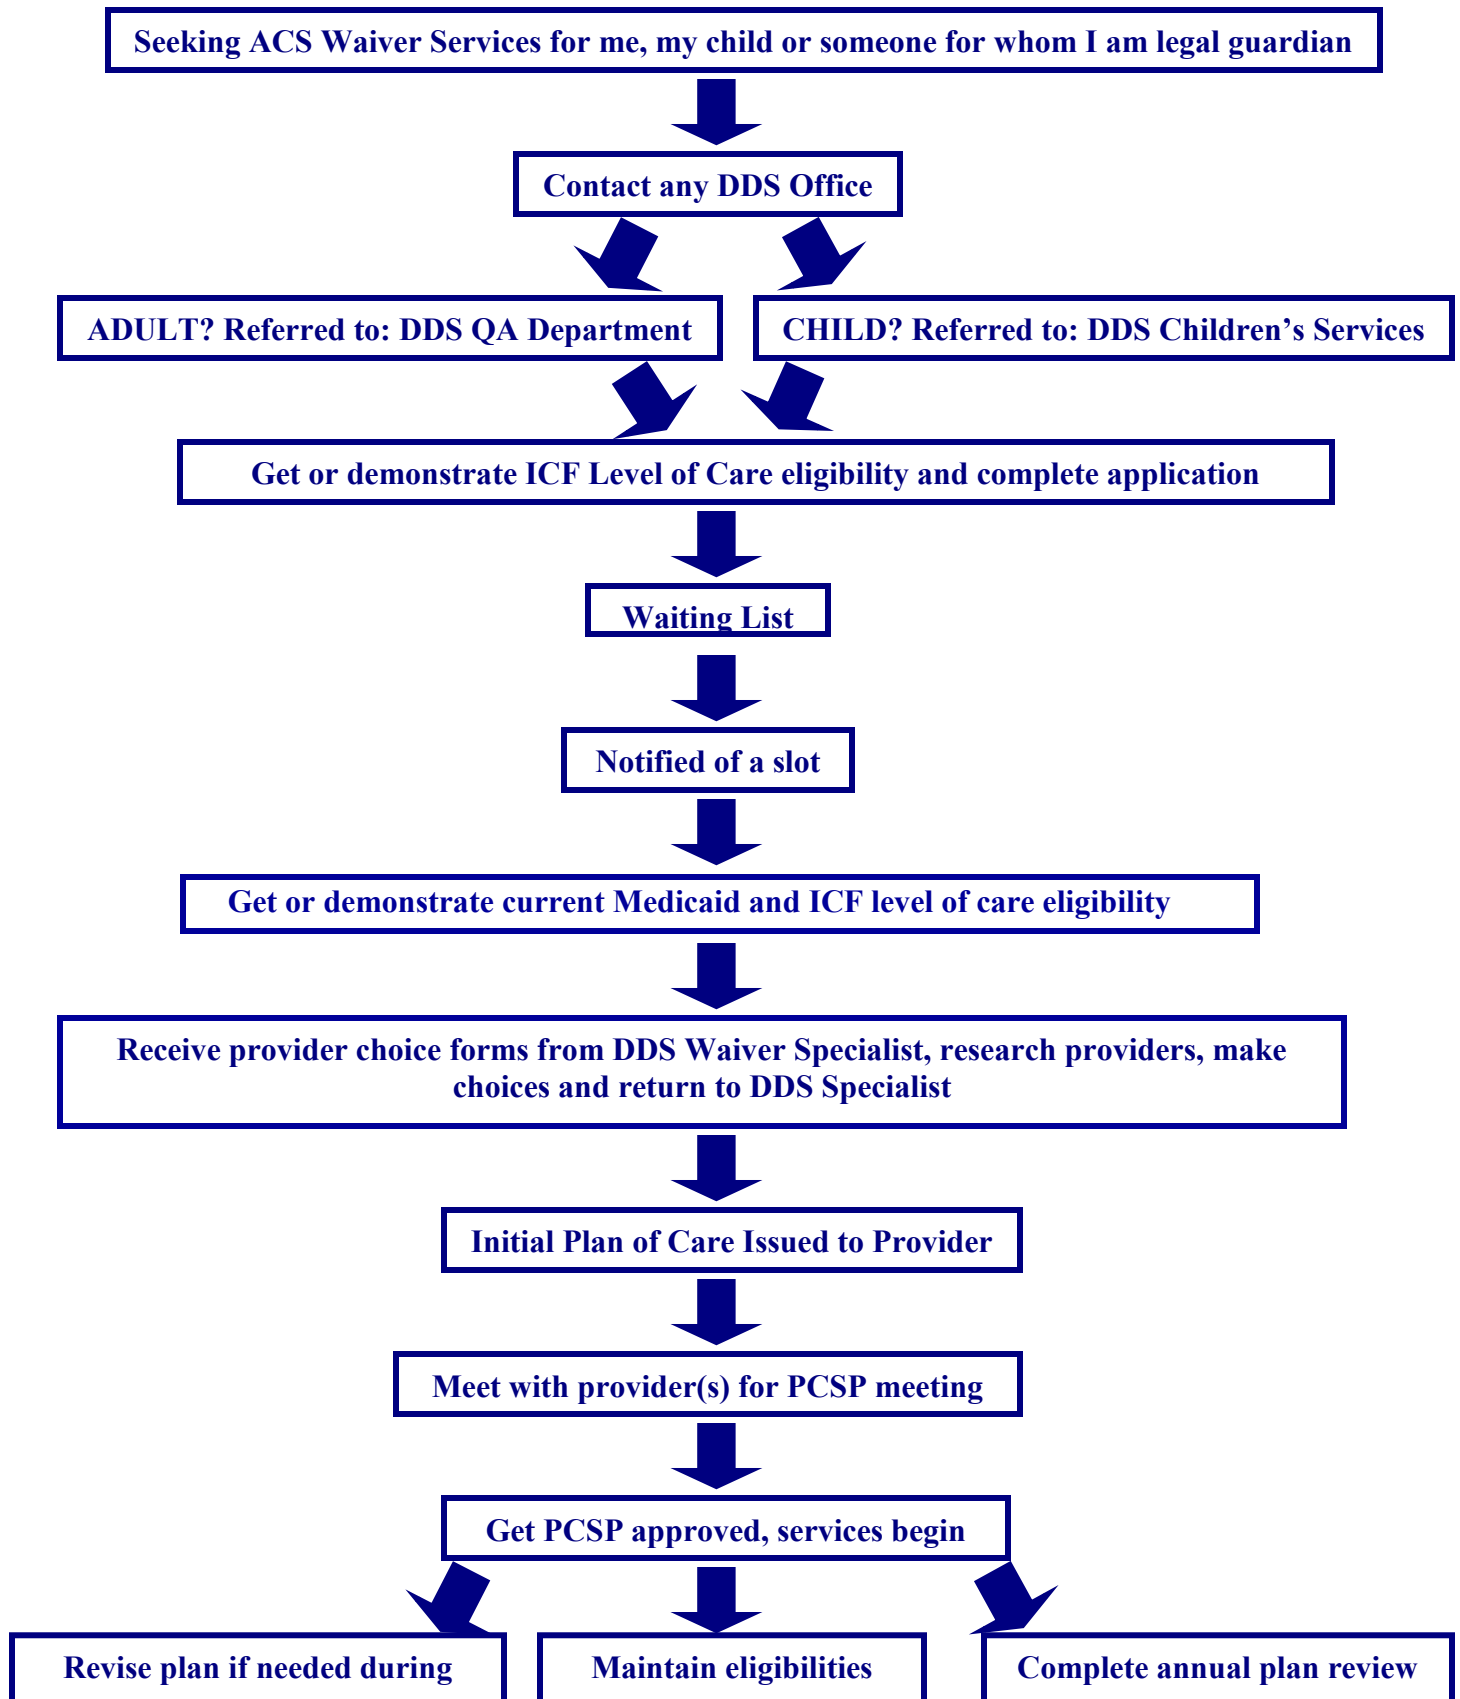 Seeking ACS Waiver Services for me, my child or someone for whom I am legal guardian
Contact any DDS Office
ADULT? Referred to: DDS QA Department
CHILD? Referred to: DDS Children’s Services
Get or demonstrate ICF Level of Care eligibility and complete application
Waiting List
Notified of a slot
Get or demonstrate current Medicaid and ICF level of care eligibility
Receive provider choice forms from DDS Waiver Specialist, research providers, make
choices and return to DDS Specialist
Initial Plan of Care Issued to Provider
Meet with provider(s) for PCSP meeting
Get PCSP approved, services begin
Revise plan if needed during
Maintain eligibilities
Complete annual plan review